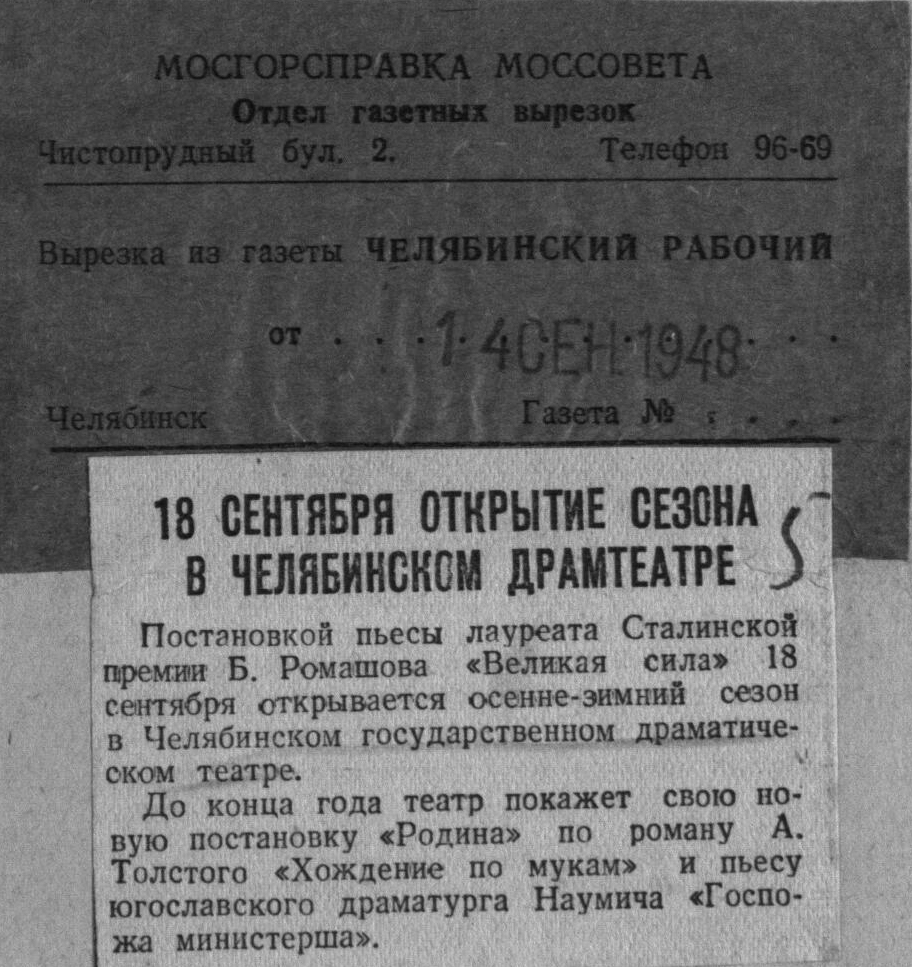 МОСГОРСПРАВКА МОССОВЕТА
Отдел газетных вырезок
Чистопрудный бул. 2. Телефон 96-69
Вырезка из газеты ЧЕЛЯБИНСКИЙ РАБОЧИЙ
от . . . 14 СЕН 1948 . . .
Челябинск Газета № . . . .
18 СЕНТЯБРЯ ОТКРЫТИЕ СЕЗОНА
В ЧЕЛЯБИНСКОМ ДРАМТЕАТРЕ
5
Постановкой пьесы лауреата Сталинской
премии Б. Ромашова «Великая сила» 18
сентября открывается осенне-зимний сезон
в Челябинском государственном драматиче-
ском театре.
До конца года театр покажет свою но-
вую постановку «Родина» по роману А.
Толстого «Хождение по мукам» и пьесу
югославского драматурга Наумича «Госпо-
жа министерша».